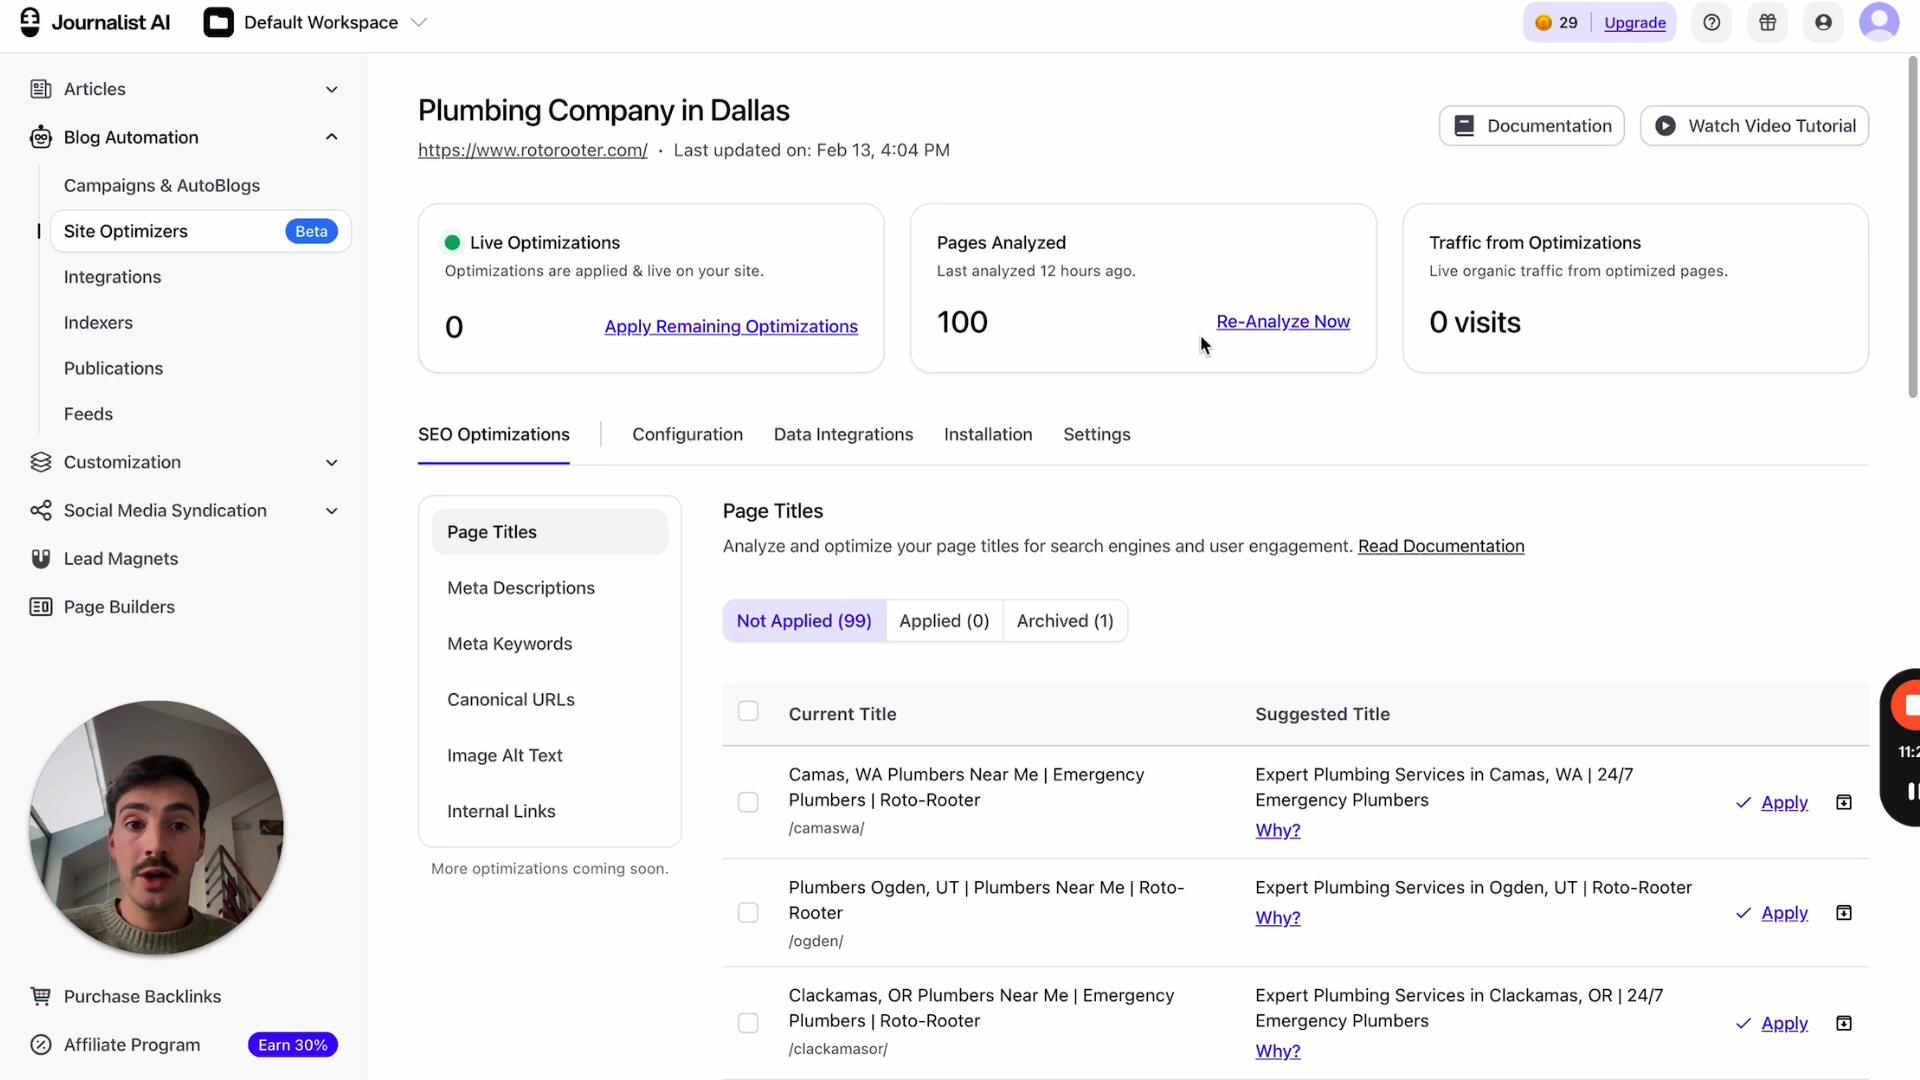 Journalist AI
Default Workspace
29
Upgrade
Articles
Blog Automation
Campaigns & AutoBlogs
Site Optimizers
Beta
Integrations
Indexers
Publications
Feeds
Customization
Social Media Syndication
Lead Magnets
Page Builders
Purchase Backlinks
Affiliate Program
Earn 30%
Plumbing Company in Dallas
https://www.rotorooter.com/ · Last updated on: Feb 13, 4:04 PM
Documentation
Watch Video Tutorial
Live Optimizations
Optimizations are applied & live on your site.
0
Apply Remaining Optimizations
Pages Analyzed
Last analyzed 12 hours ago.
100
Re-Analyze Now
Traffic from Optimizations
Live organic traffic from optimized pages.
0 visits
SEO Optimizations
Configuration
Data Integrations
Installation
Settings
Page Titles
Meta Descriptions
Meta Keywords
Canonical URLs
Image Alt Text
Internal Links
More optimizations coming soon.
Page Titles
Analyze and optimize your page titles for search engines and user engagement. Read Documentation
Not Applied (99)
Applied (0)
Archived (1)
Current Title
Suggested Title
Camas, WA Plumbers Near Me | Emergency
Plumbers | Roto-Rooter
/camaswa/
Expert Plumbing Services in Camas, WA | 24/7
Emergency Plumbers
Why?
Apply
Plumbers Ogden, UT | Plumbers Near Me | Roto-
Rooter
/ogden/
Expert Plumbing Services in Ogden, UT | Roto-Rooter
Why?
Apply
Clackamas, OR Plumbers Near Me | Emergency
Plumbers | Roto-Rooter
/clackamasor/
Expert Plumbing Services in Clackamas, OR | 24/7
Emergency Plumbers
Why?
Apply